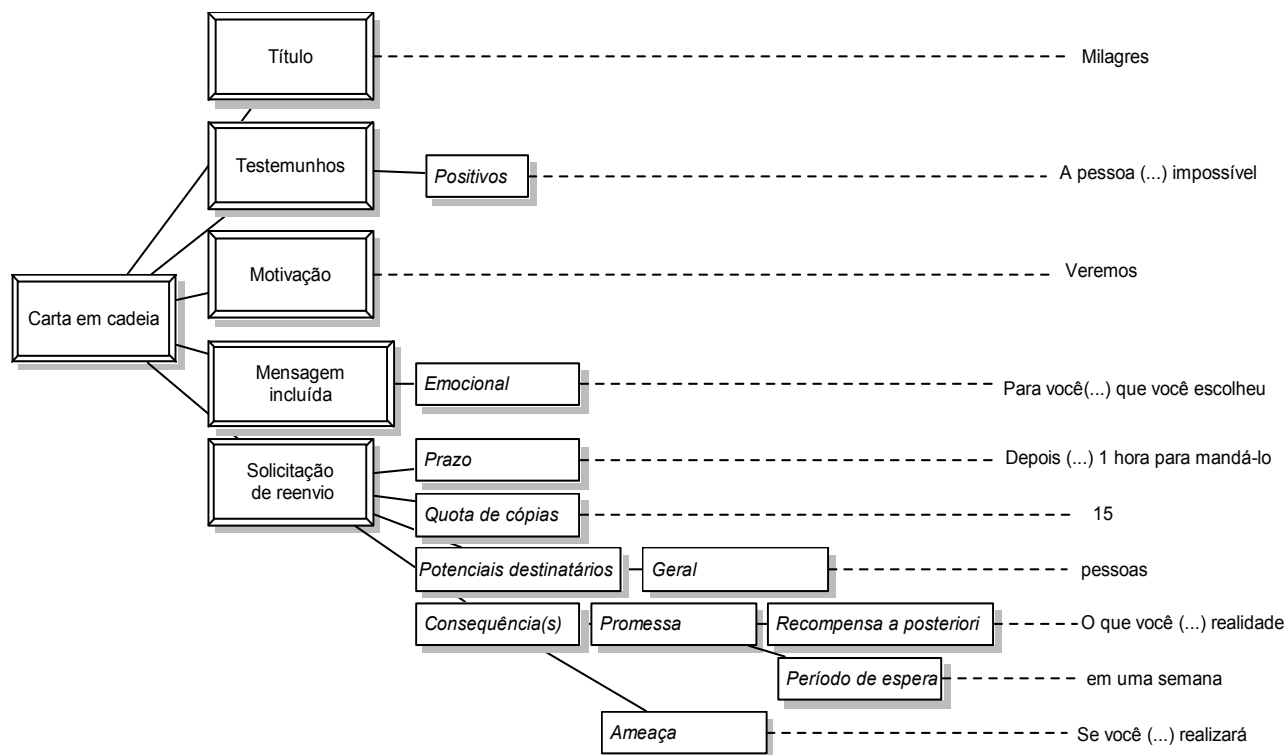 Título
Milagres
Testemunhos
Positivos
A pessoa (...) impossível
Motivação
Veremos
Carta em cadeia
Mensagem
incluída
Emocional
Para você(...) que você escolheu
Solicitação
de reenvio
Prazo
Depois (...) 1 hora para mandá-lo
Quota de cópias
15
Potenciais destinatários
Geral
pessoas
Consequência(s)
Promessa
Recompensa a posteriori
O que você (...) realidade
Período de espera
em uma semana
Ameaça
Se você (...) realizará